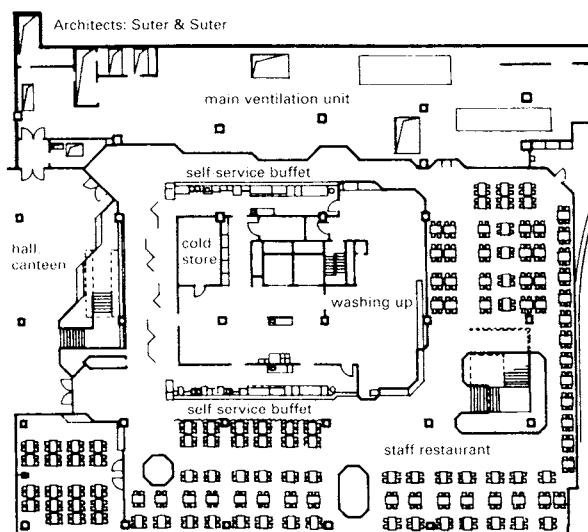 Architects: Suter & Suter
main ventilation unit
self service buffet
hall,
canteen
cold
store
washing up
self service buffet
staff restaurant